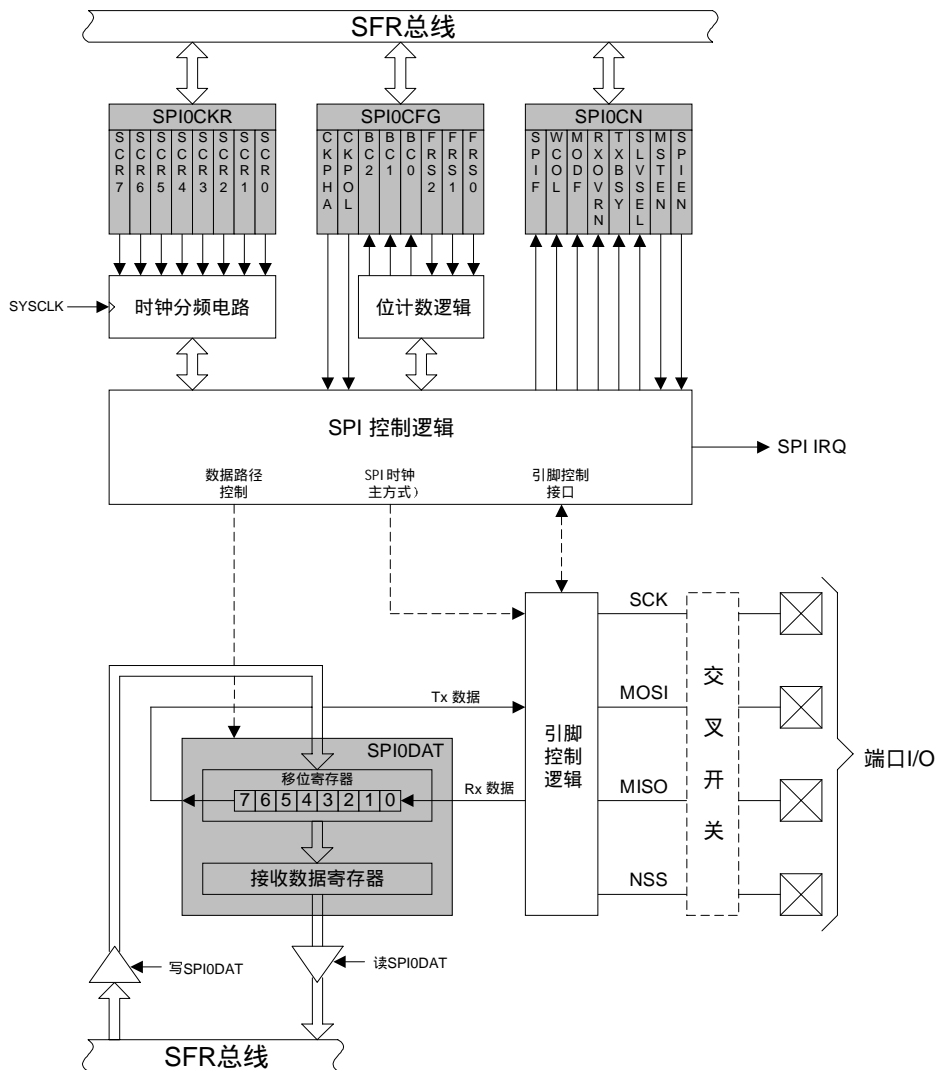 SFR总线
SPI0CKR
SCR7
SCR6
SCR5
SCR4
SCR3
SCR2
SCR1
SCR0
SPI0CFG
CKPHA
CKPOL
BC2
BC1
BC0
FRS2
FRS1
FRS0
SPI0CN
SPIF
WCOL
MODF
RXOVRN
TXBSY
SLVSEL
MSTEN
SPIEN
SYSCLK
时钟分频电路
位计数逻辑
SPI 控制逻辑
SPI IRQ
数据路径
控制
SPI 时钟
主方式）
引脚控制
接口
SCK
MOSI
MISO
NSS
引脚
控制
逻辑
交
叉
开
关
端口I/O
Tx 数据
SPI0DAT
移位寄存器
7 6 5 4 3 2 1 0
Rx 数据
接收数据寄存器
写SPI0DAT
读SPI0DAT
SFR总线